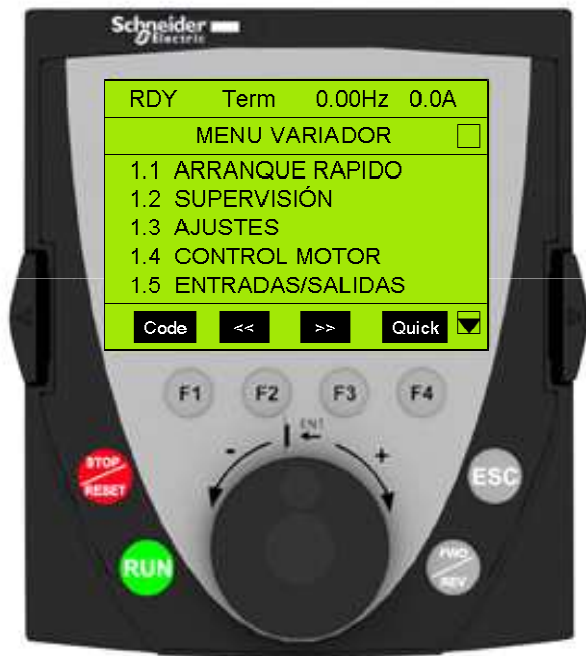 Schneider
Electric
RDY Term 0.00Hz 0.0A
MENU VARIADOR
1.1 ARRANQUE RAPIDO
1.2 SUPERVISIÓN
1.3 AJUSTES
1.4 CONTROL MOTOR
1.5 ENTRADAS/SALIDAS
Code << >> Quick
F1 F2 F3 F4
ENT
- +
STOP
RESET
ESC
RUN
FWD
REV